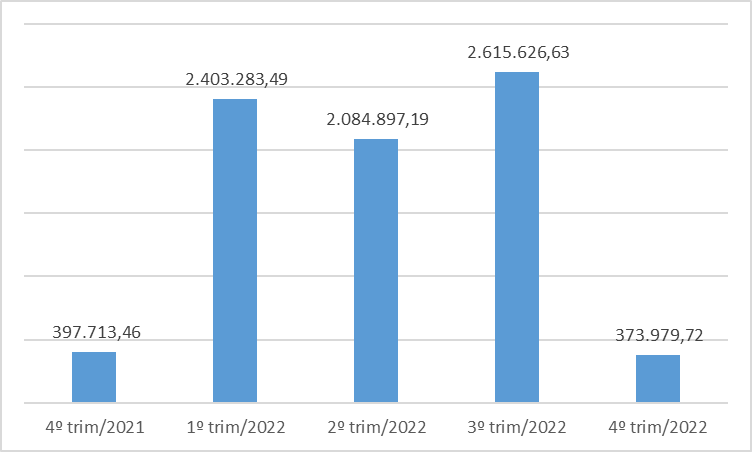 2.615.626,63
2.403.283,49
2.084.897,19
397.713,46
373.979,72
4º trim/2021
1º trim/2022
2º trim/2022
3º trim/2022
4º trim/2022